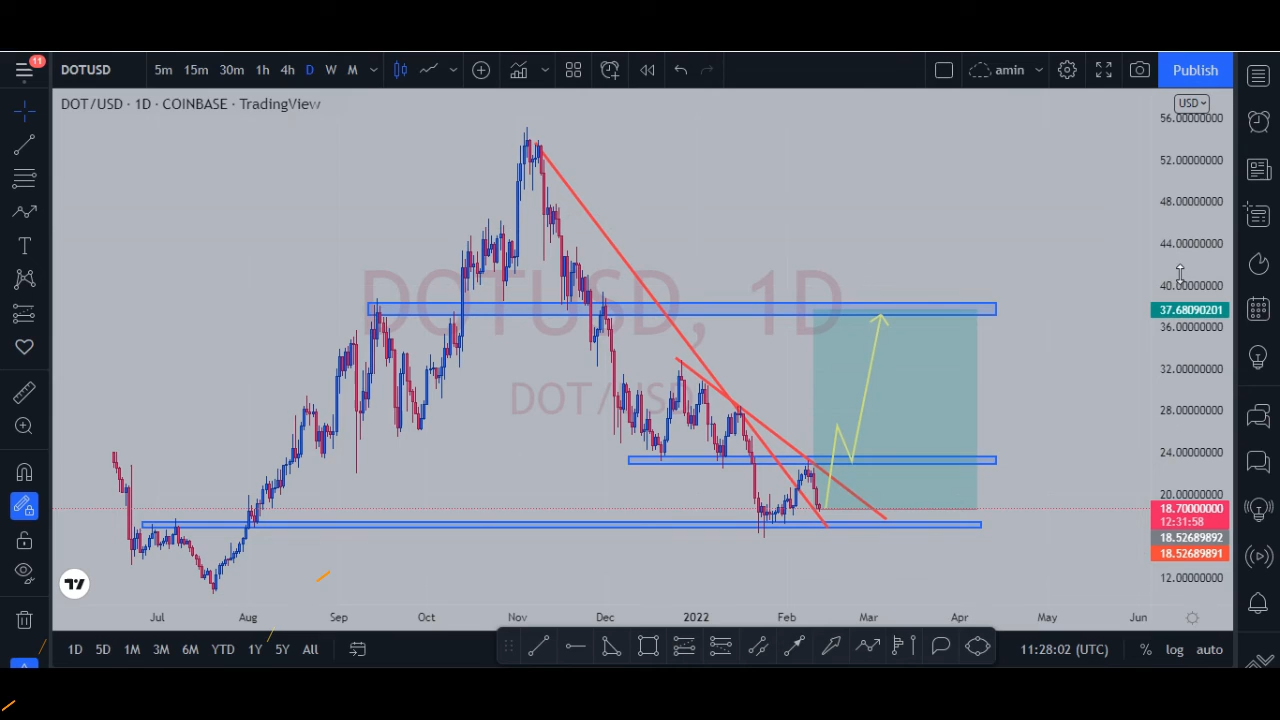 11
DOTUSD
5m 15m 30m 1h 4h D W M
amin
Publish
DOT/USD · 1D · COINBASE · TradingView
USD
56.00000000
52.00000000
48.00000000
44.00000000
40.00000000
37.68090201
36.00000000
32.00000000
28.00000000
24.00000000
20.00000000
18.70000000
12:31:58
18.52689892
18.52689891
12.00000000
DOTUSD, 1D
DOT/USD
Jul Aug Sep Oct Nov Dec 2022 Feb Mar Apr May Jun
1D 5D 1M 3M 6M YTD 1Y 5Y All
11:28:02 (UTC) % log auto